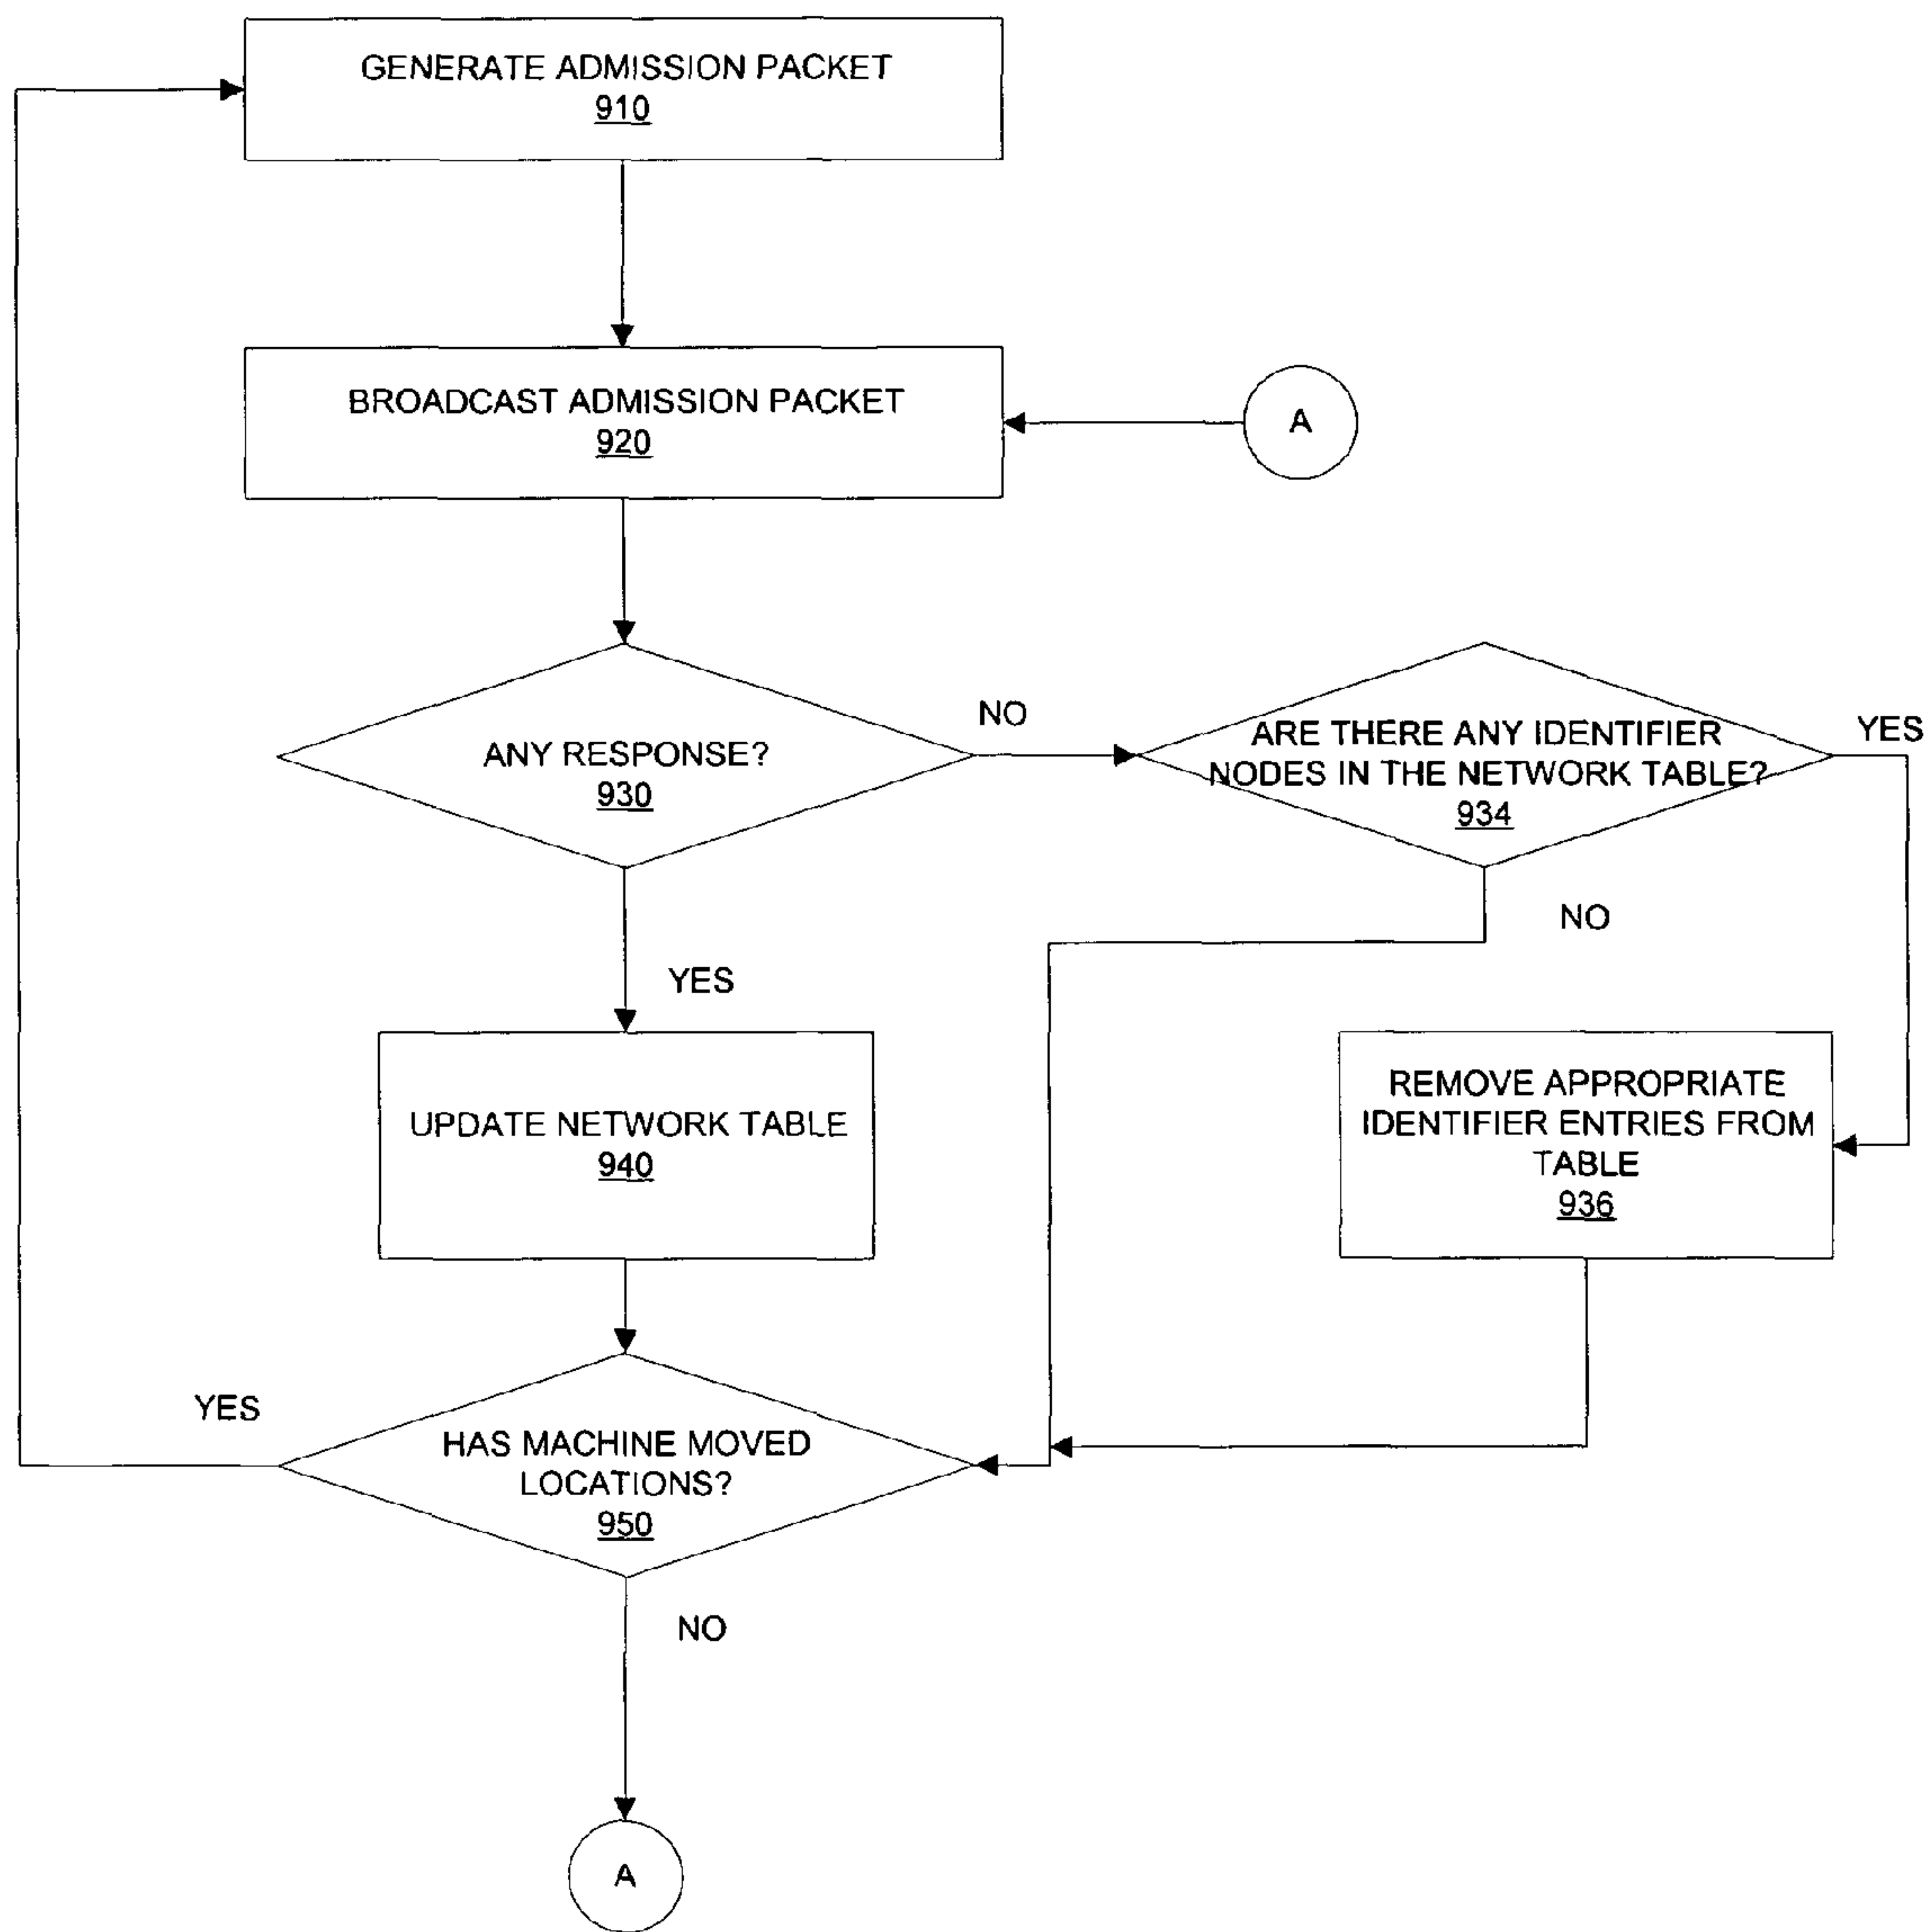 GENERATE ADMISSION PACKET
910
BROADCAST ADMISSION PACKET
920
A
ANY RESPONSE?
930
NO
ARE THERE ANY IDENTIFIER
NODES IN THE NETWORK TABLE?
934
YES
NO
YES
UPDATE NETWORK TABLE
940
REMOVE APPROPRIATE
IDENTIFIER ENTRIES FROM
TABLE
936
YES
HAS MACHINE MOVED
LOCATIONS?
950
NO
A